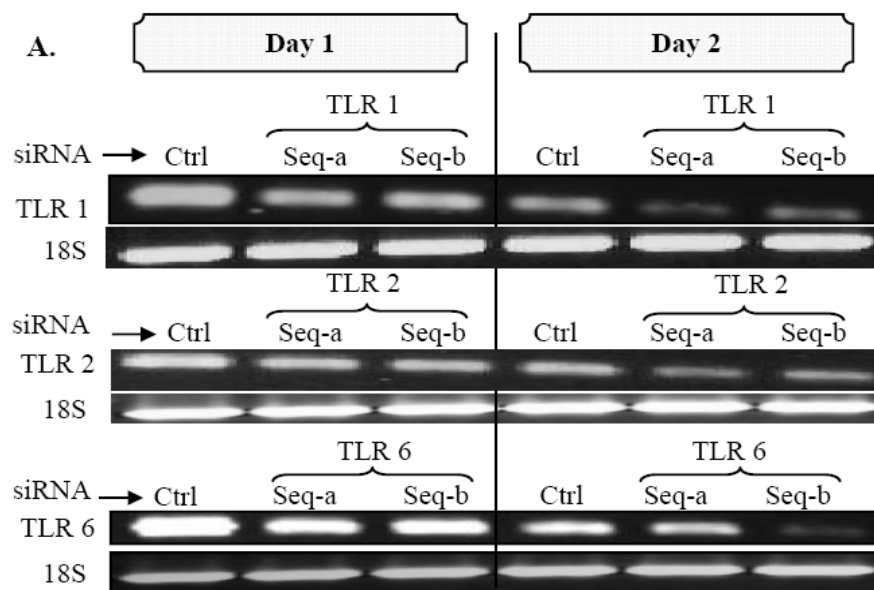 A.
Day 1 Day 2
TLR 1 TLR 1
siRNA Ctrl Seq-a Seq-b Ctrl Seq-a Seq-b
TLR 1
18S
TLR 2 TLR 2
siRNA Ctrl Seq-a Seq-b Ctrl Seq-a Seq-b
TLR 2
18S
TLR 6 TLR 6
siRNA Ctrl Seq-a Seq-b Ctrl Seq-a Seq-b
TLR 6
18S